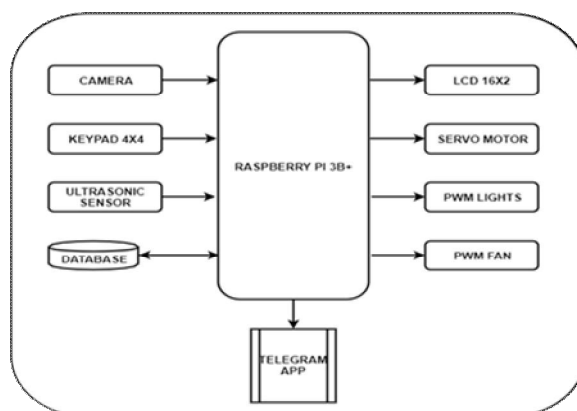 CAMERA
KEYPAD 4X4
ULTRASONIC
SENSOR
DATABASE
RASPBERRY PI 3B+
LCD 16X2
SERVO MOTOR
PWM LIGHTS
PWM FAN
TELEGRAM
APP